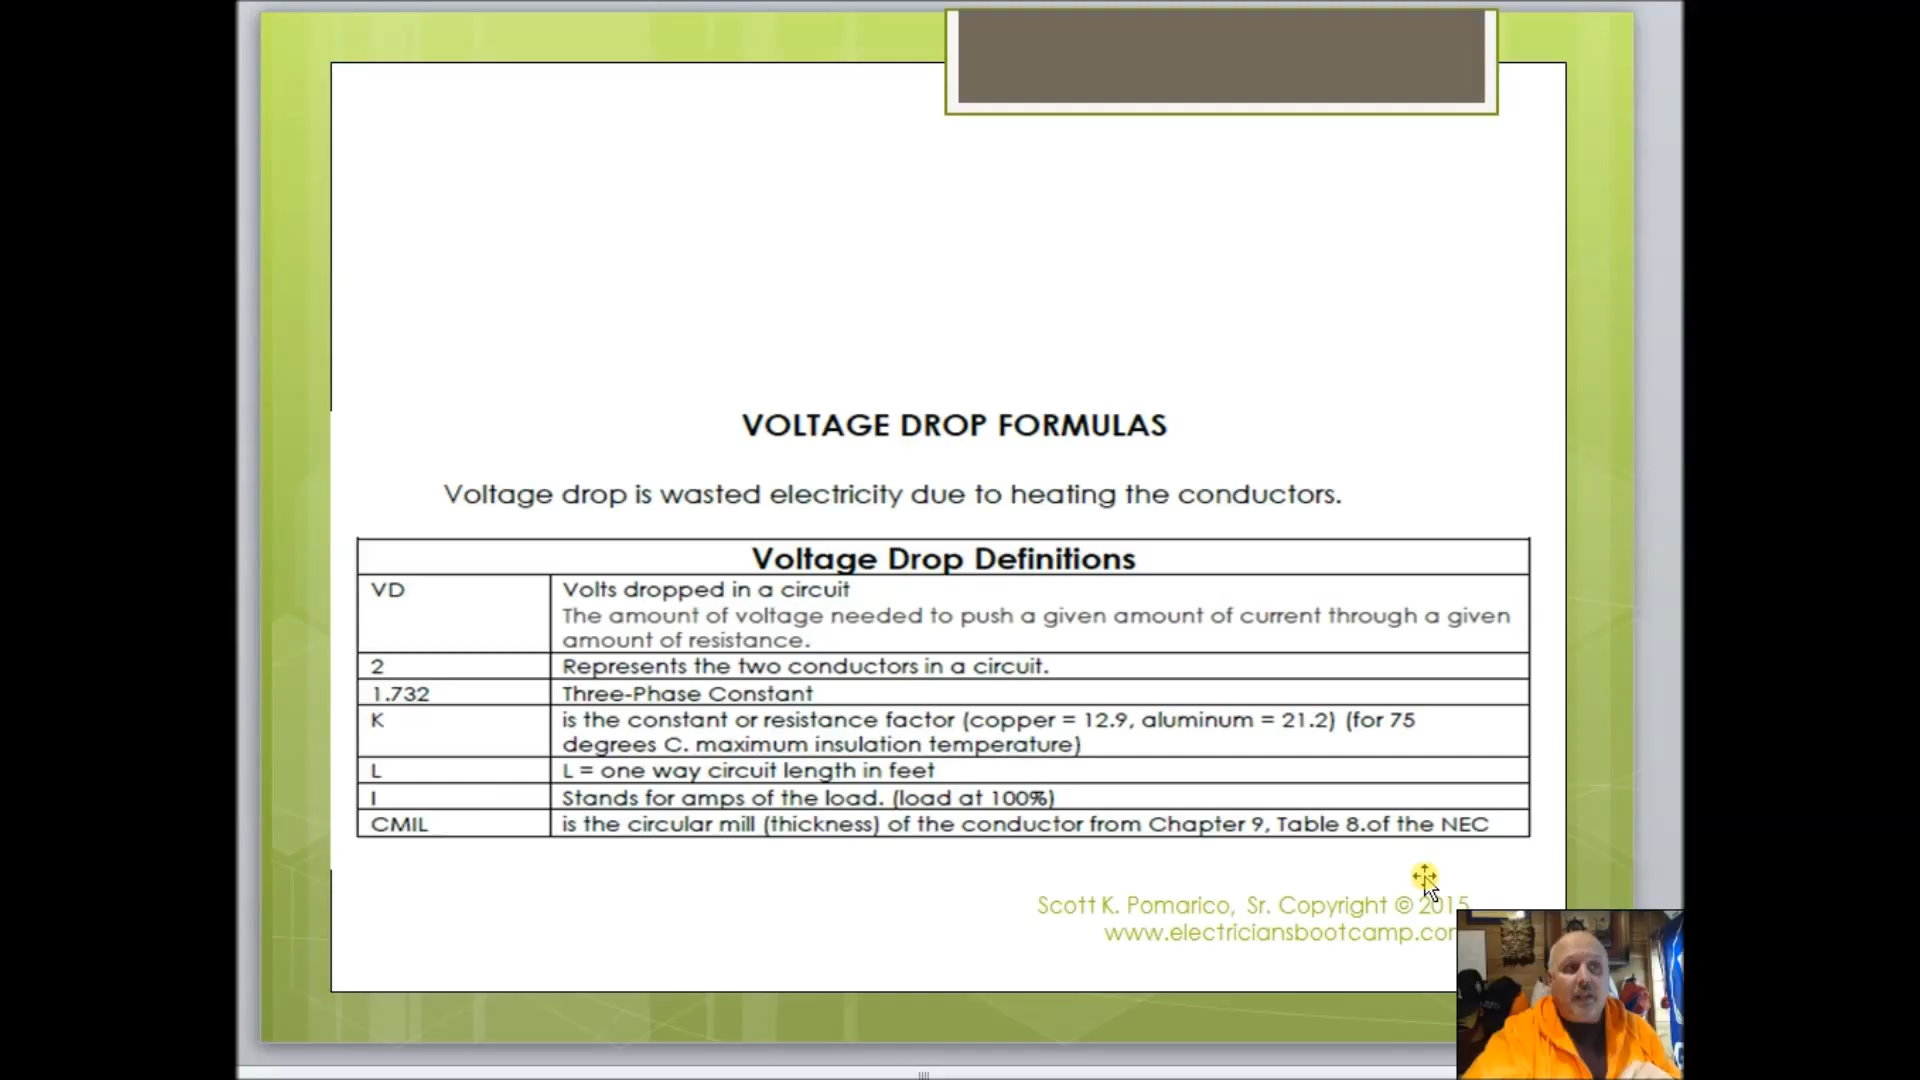 VOLTAGE DROP FORMULAS
Voltage drop is wasted electricity due to heating the conductors.
Voltage Drop Definitions
VD Volts dropped in a circuit
The amount of voltage needed to push a given amount of current through a given
amount of resistance.
2 Represents the two conductors in a circuit.
1.732 Three-Phase Constant
K is the constant or resistance factor (copper = 12.9, aluminum = 21.2) (for 75
degrees C. maximum insulation temperature)
L L = one way circuit length in feet
I Stands for amps of the load. (load at 100%)
CMIL is the circular mill (thickness) of the conductor from Chapter 9, Table 8.of the NEC
Scott K. Pomarico, Sr. Copyright © 2015
www.electriciansbootcamp.com